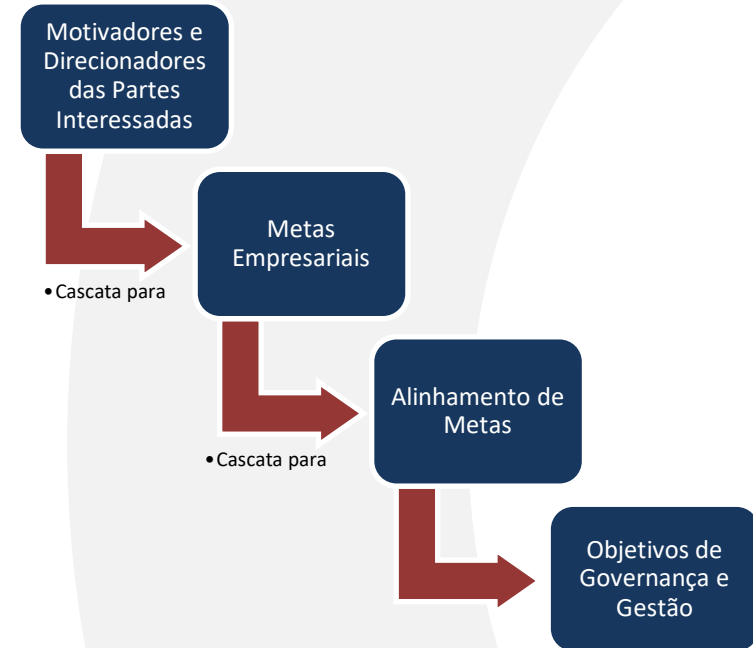 Motivadores e
Direcionadores
das Partes
Interessadas
•Cascata para
Metas
Empresariais
•Cascata para
Alinhamento de
Metas
Objetivos de
Governança e
Gestão